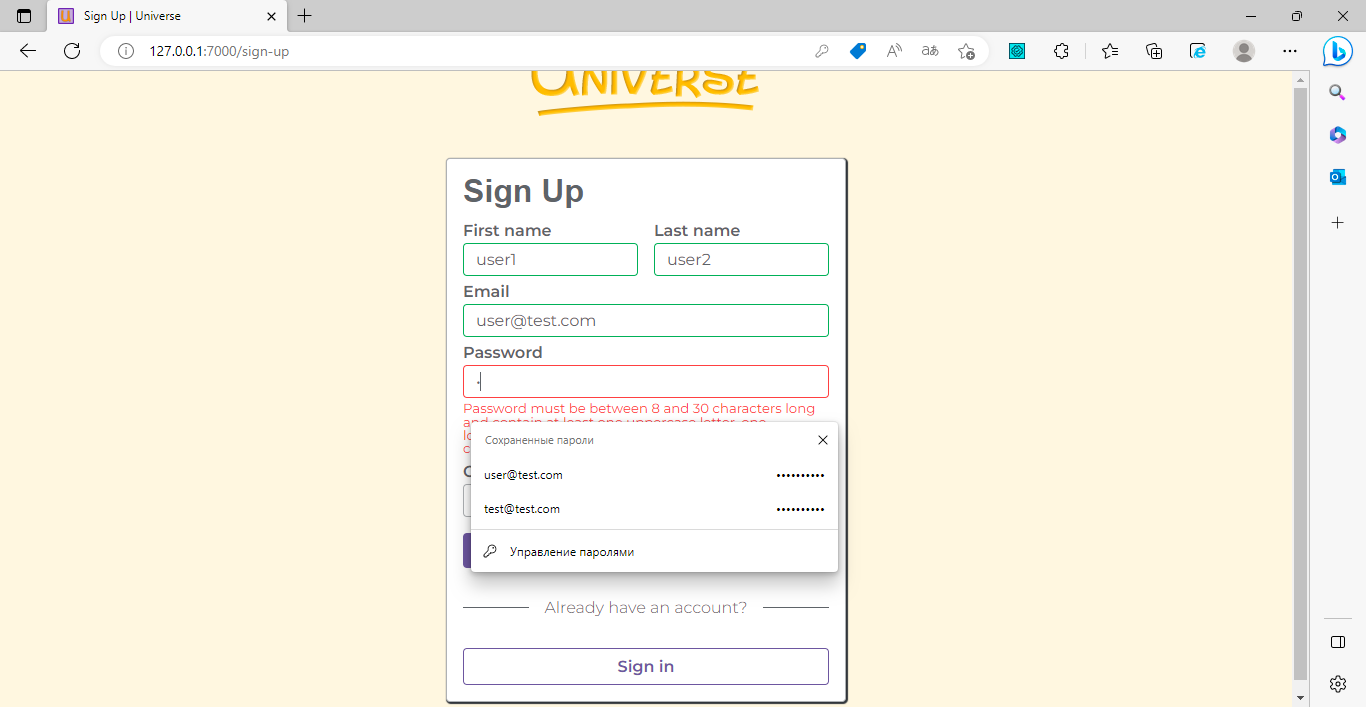 Sign Up | Universe
127.0.0.1:7000/sign-up
UNIVERSE
Sign Up
First name
Last name
user1
user2
Email
user@test.com
Password
Password must be between 8 and 30 characters long
and contain at least one uppercase letter, one
Сохраненные пароли
user@test.com ••••••••••
test@test.com ••••••••••
Управление паролями
Already have an account?
Sign in